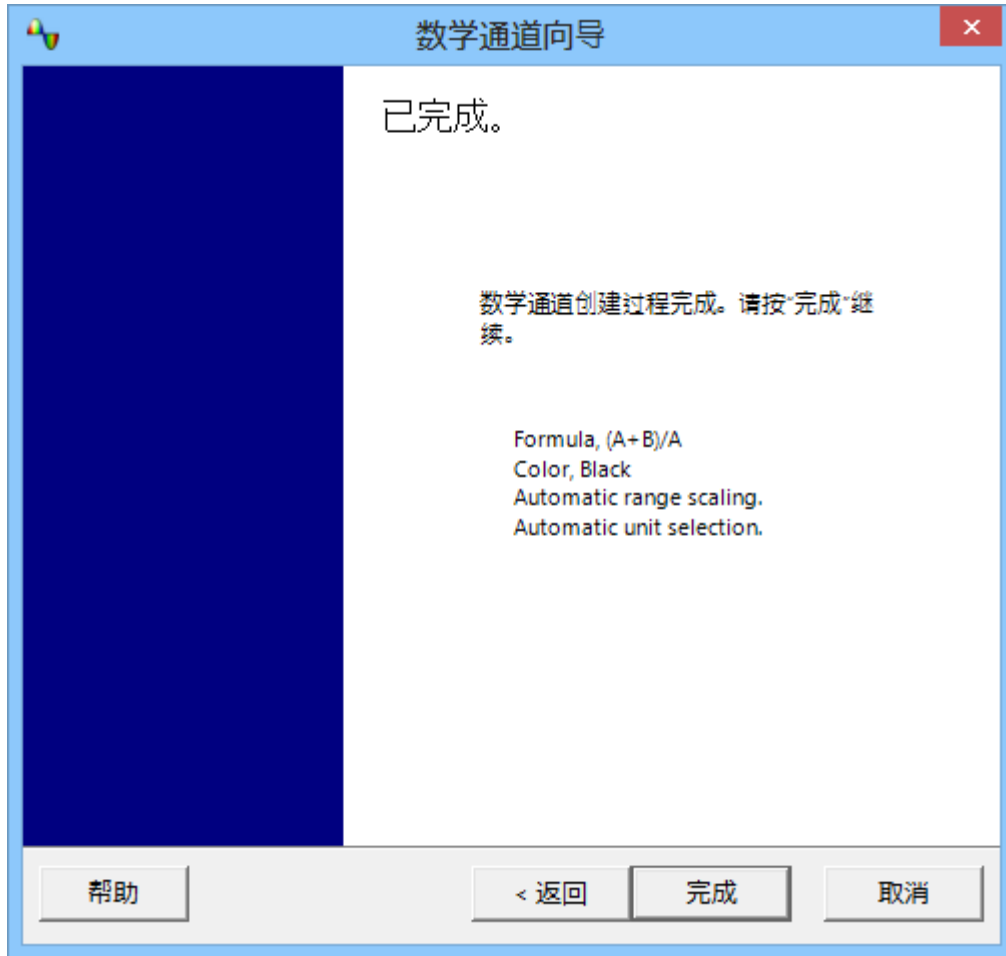 数学通道向导
已完成。
数学通道创建过程完成。请按“完成”继
续。
Formula, (A+B)/A
Color, Black
Automatic range scaling.
Automatic unit selection.
帮助
< 返回
完成
取消